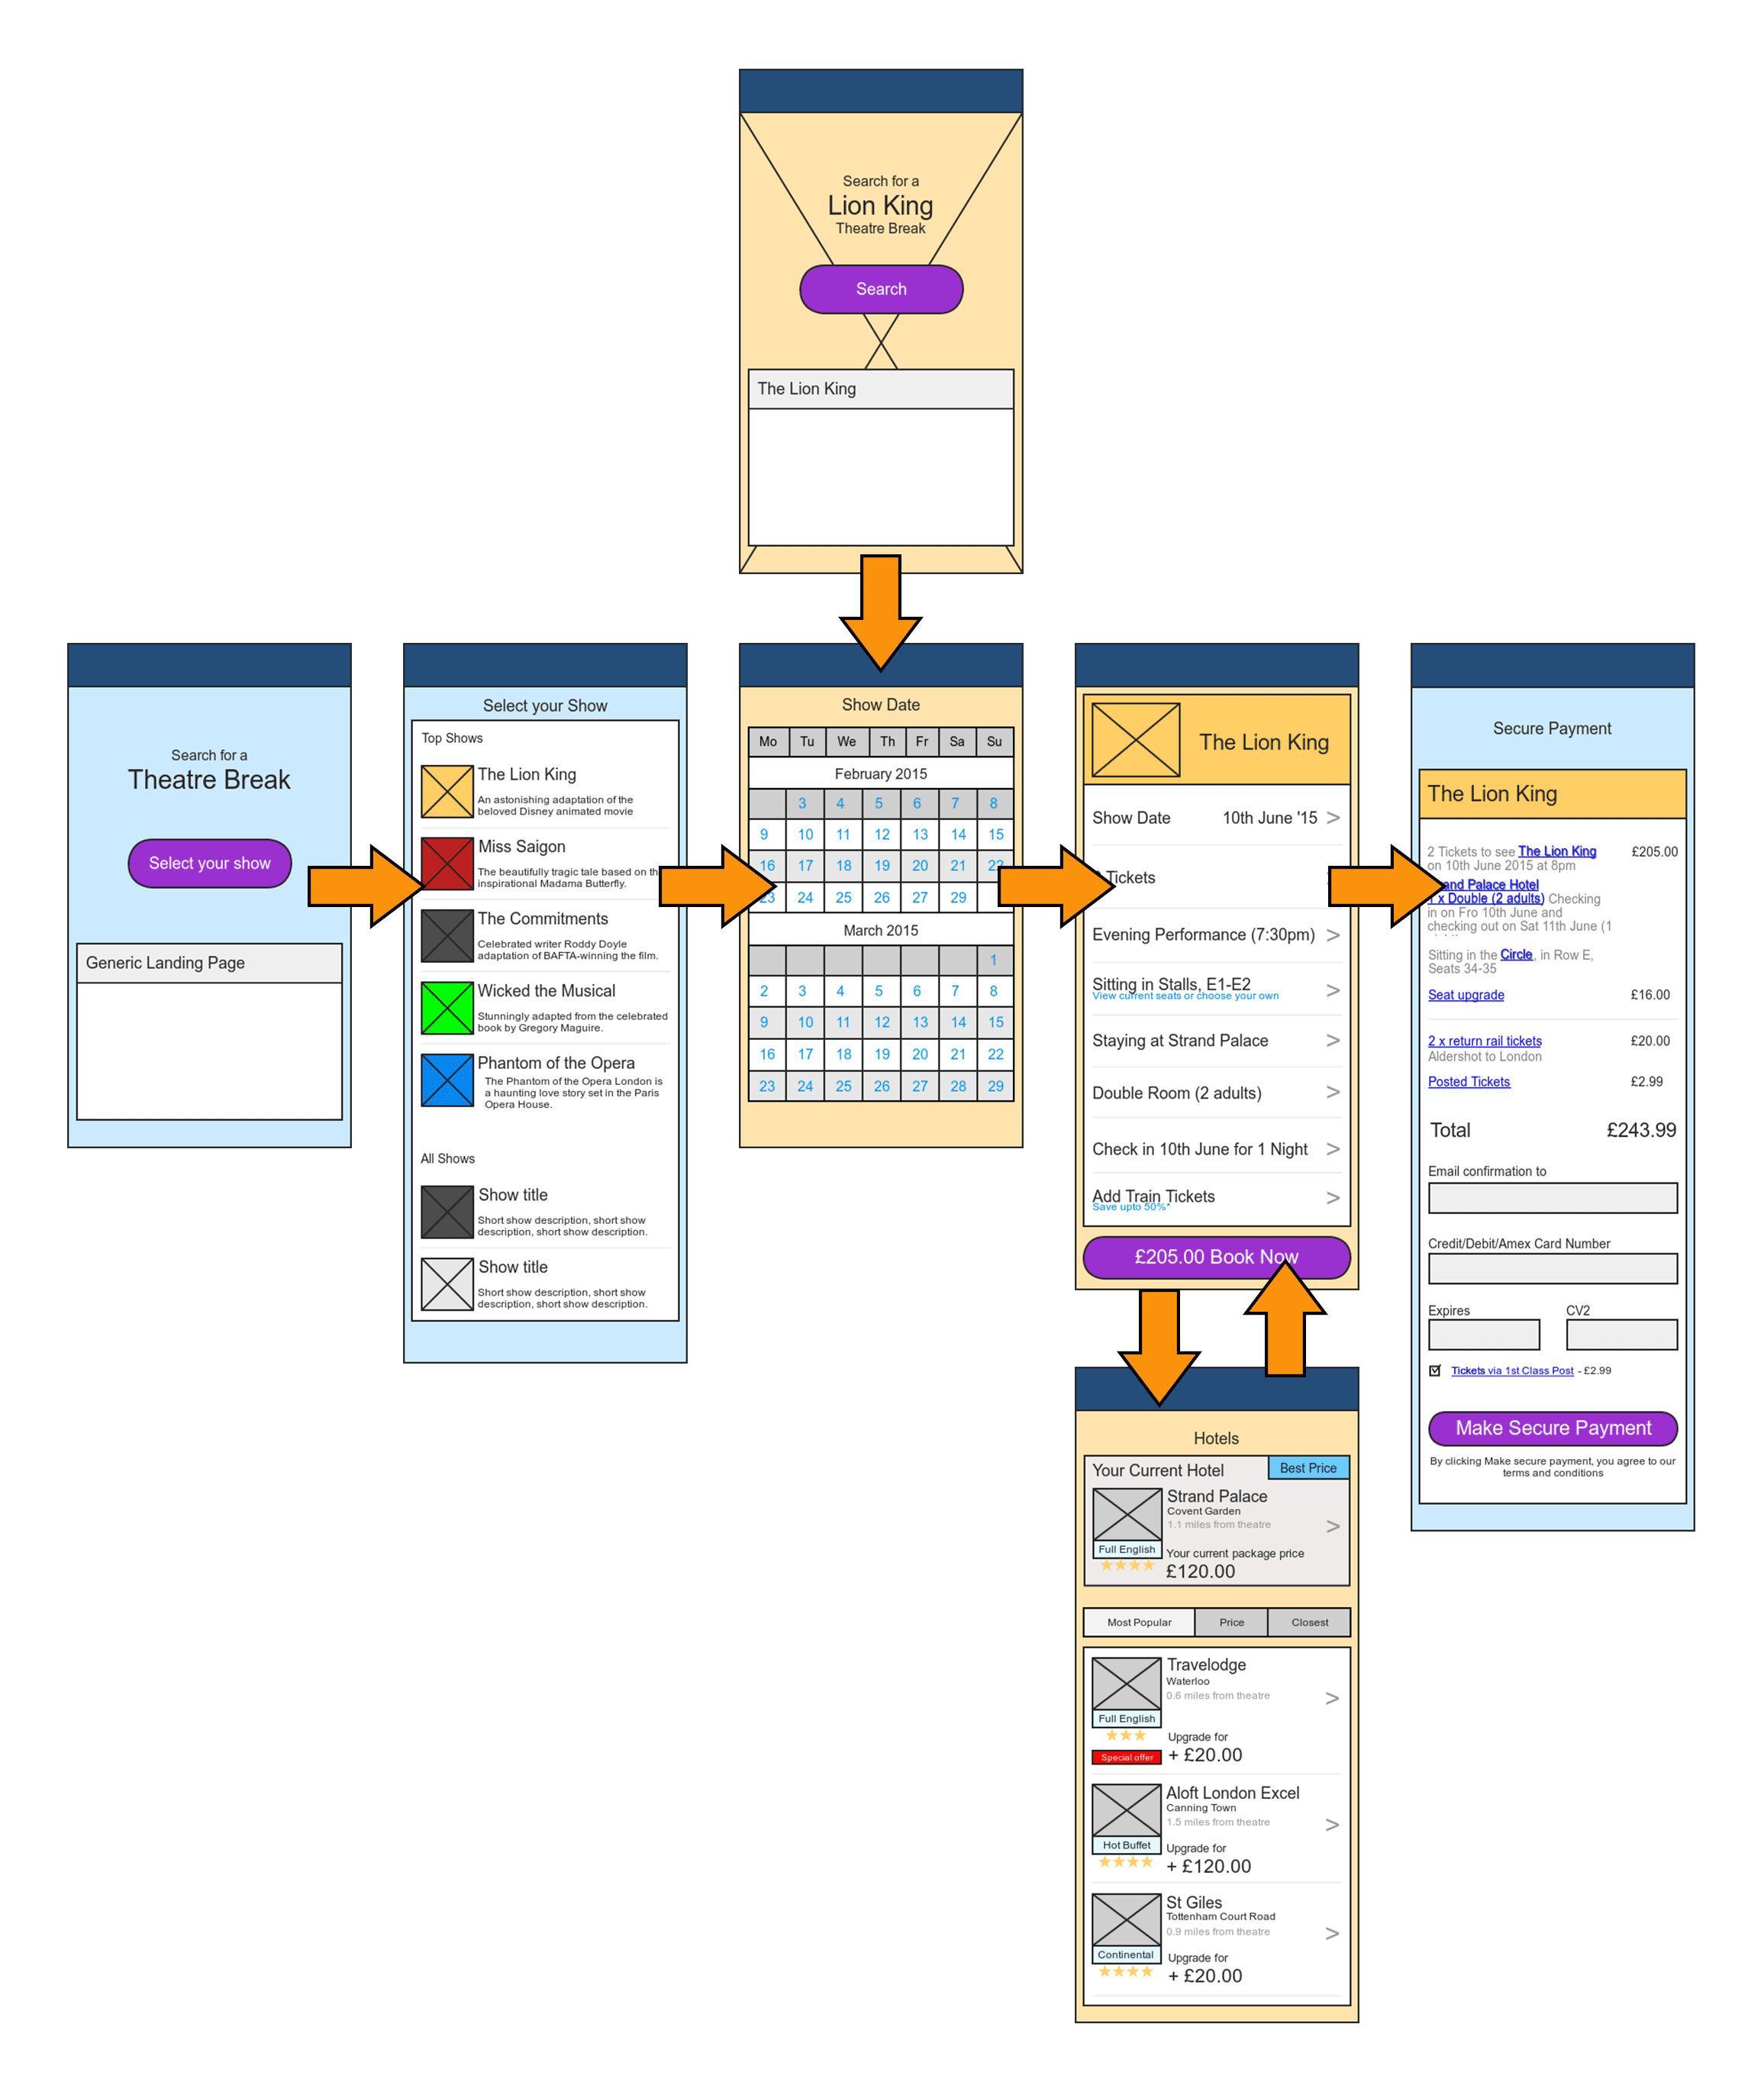 Search for a
Lion King
Theatre Break
Search
The Lion King
Search for a
Theatre Break
Select your show
Generic Landing Page
Select your Show
Top Shows
The Lion King
An astonishing adaptation of the
beloved Disney animated movie
Miss Saigon
The beautifully tragic tale based on the
inspirational Madama Butterfly.
The Commitments
Celebrated writer Roddy Doyle
adaptation of BAFTA-winning the film.
Wicked the Musical
Stunningly adapted from the celebrated
book by Gregory Maguire.
Phantom of the Opera
The Phantom of the Opera London is
a haunting love story set in the Paris
Opera House.
All Shows
Show title
Short show description, short show
description, short show description.
Show title
Short show description, short show
description, short show description.
Show Date
Mo Tu We Th Fr Sa Su
February 2015
3 4 5 6 7 8
9 10 11 12 13 14 15
16 17 18 19 20 21 22
23 24 25 26 27 29
March 2015
1
2 3 4 5 6 7 8
9 10 11 12 13 14 15
16 17 18 19 20 21 22
23 24 25 26 27 28 29
The Lion King
Show Date 10th June '15 >
Tickets
Evening Performance (7:30pm) >
Sitting in Stalls, E1-E2 >
View current seats or choose your own
Staying at Strand Palace >
Double Room (2 adults) >
Check in 10th June for 1 Night >
Add Train Tickets >
Save upto 50%*
£205.00 Book Now
Hotels
Your Current Hotel Best Price
Strand Palace
Covent Garden
1.1 miles from theatre >
Full English
Your current package price
£120.00
Most Popular Price Closest
Travelodge
Waterloo
0.6 miles from theatre >
Full English
Upgrade for
Special offer + £20.00
Aloft London Excel
Canning Town
1.5 miles from theatre >
Hot Buffet
Upgrade for
+ £120.00
St Giles
Tottenham Court Road
0.9 miles from theatre >
Continental
Upgrade for
+ £20.00
Secure Payment
The Lion King
2 Tickets to see The Lion King £205.00
on 10th June 2015 at 8pm
Palace Hotel
x Double (2 adults) Checking
in on Fro 10th June and
checking out on Sat 11th June (1
Sitting in the Circle, in Row E,
Seats 34-35
Seat upgrade £16.00
2 x return rail tickets £20.00
Aldershot to London
Posted Tickets £2.99
Total £243.99
Email confirmation to
Credit/Debit/Amex Card Number
Expires CV2
Tickets via 1st Class Post - £2.99
Make Secure Payment
By clicking Make secure payment, you agree to our
terms and conditions